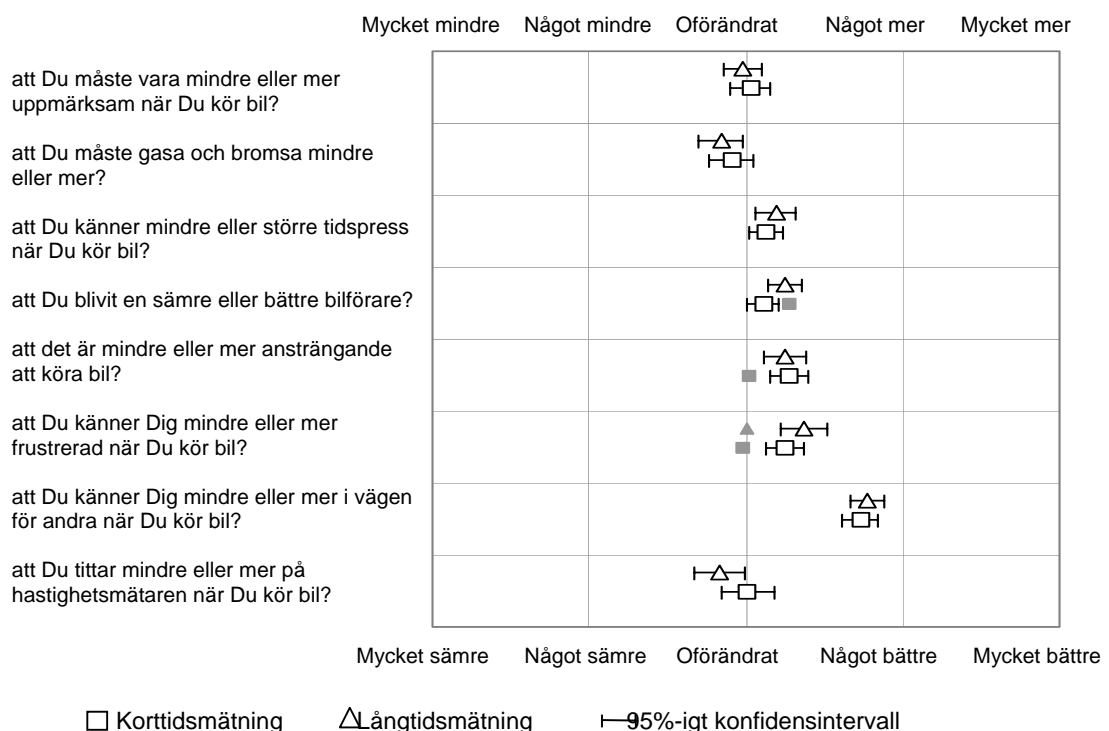 Mycket mindre Något mindre Oförändrat Något mer Mycket mer
att Du måste vara mindre eller mer
uppmärksam när Du kör bil?
att Du måste gasa och bromsa mindre
eller mer?
att Du känner mindre eller större tidspress
när Du kör bil?
att Du blivit en sämre eller bättre bilförare?
att det är mindre eller mer ansträngande
att köra bil?
att Du känner Dig mindre eller mer
frustrerad när Du kör bil?
att Du känner Dig mindre eller mer i vägen
för andra när Du kör bil?
att Du tittar mindre eller mer på
hastighetsmätaren när Du kör bil?
Mycket sämre Något sämre Oförändrat Något bättre Mycket bättre
Korttidsmätning Långtidsmätning 95%-igt konfidensintervall